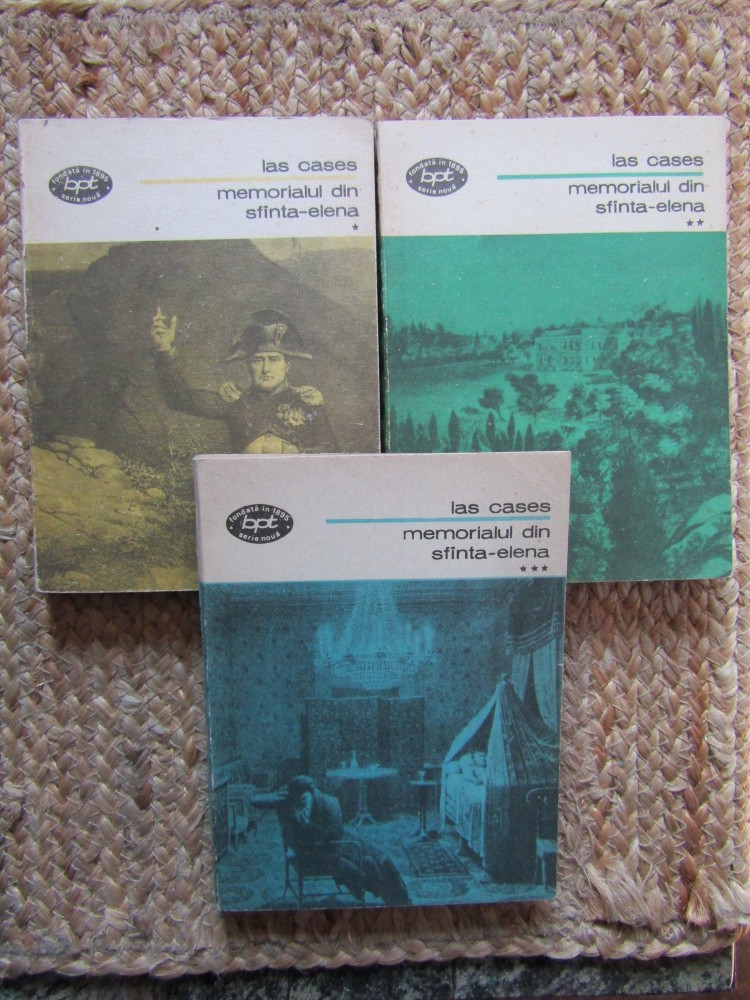 fondată în 1895
bpt
serie nouă
las cases
memorialul din
sfînta-elena
*
fondată în 1895
bpt
serie nouă
las cases
memorialul din
sfînta-elena
**
fondată în 1895
bpt
serie nouă
las cases
memorialul din
sfînta-elena
***